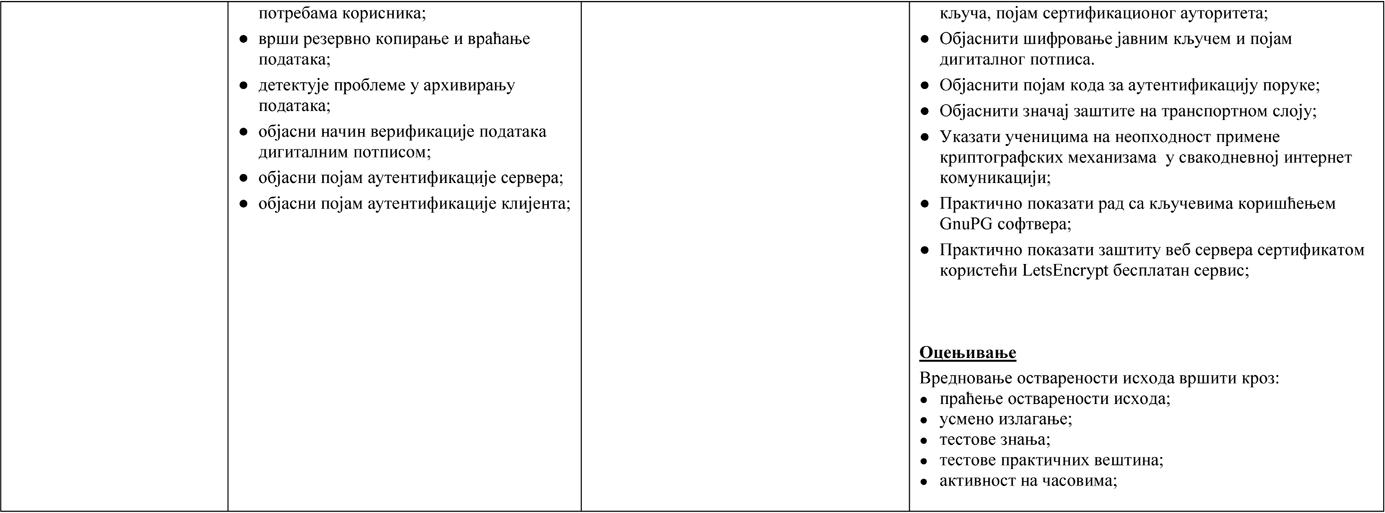 потребама корисника;
● врши резервно копирање и враћање
податакa;
● детектује проблеме у архивирању
података;
● објасни начин верификације података
дигиталним потписом;
● објасни појам аутентификације сервера;
● објасни појам аутентификације клијента;
кључа, појам сертификационог ауторитета;
● Објаснити шифровање јавним кључем и појам
дигиталног потписа.
● Објаснити појам кода за аутентификацију поруке;
● Објаснити значај заштите на транспортном слоју;
● Указати ученицима на неопходност примене
криптографских механизама у свакодневној интернет
комуникацији;
● Практично показати рад са кључевима коришћењем
GnuPG софтвера;
● Практично показати заштиту веб сервера сертификатом
користећи LetsEncrypt бесплатан сервис;
Оцењивање
Вредновање остварености исхода вршити кроз:
● праћење остварености исхода;
● усмено излагање;
● тестове знања;
● тестове практичних вештина;
● активност на часовима;